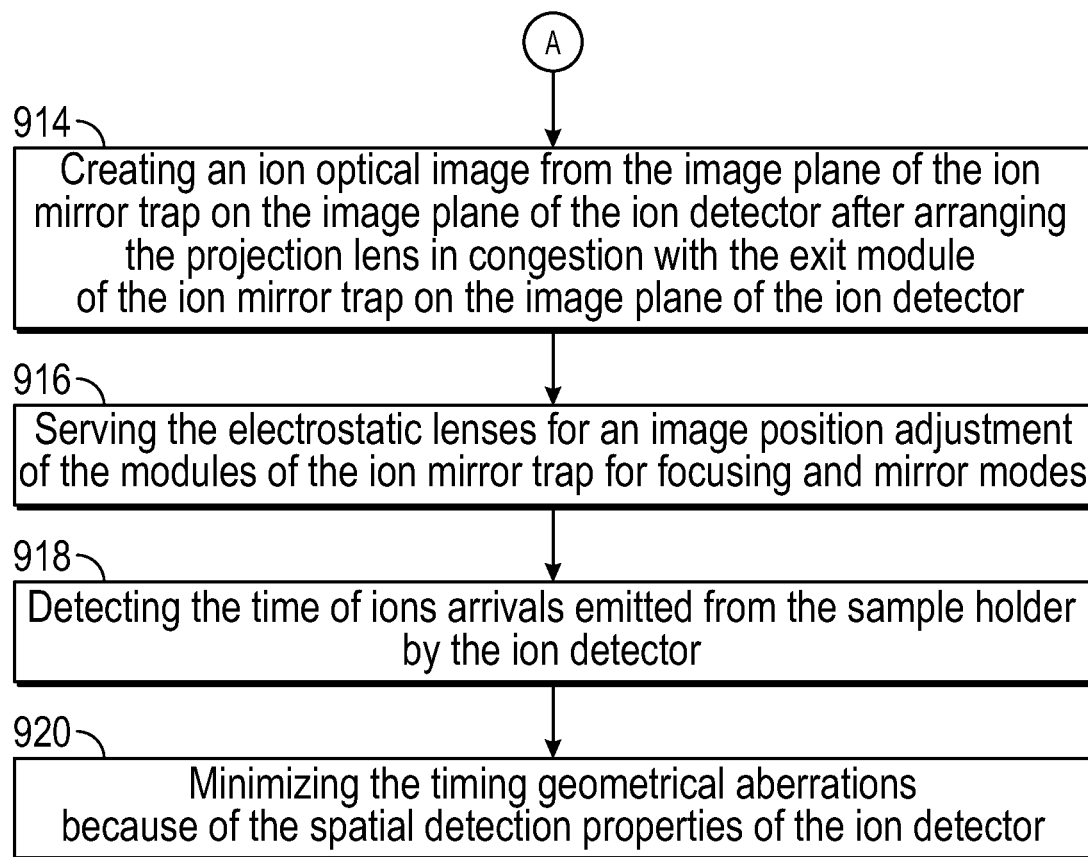 A
914
Creating an ion optical image from the image plane of the ion
mirror trap on the image plane of the ion detector after arranging
the projection lens in congestion with the exit module
of the ion mirror trap on the image plane of the ion detector
916
Serving the electrostatic lenses for an image position adjustment
of the modules of the ion mirror trap for focusing and mirror modes
918
Detecting the time of ions arrivals emitted from the sample holder
by the ion detector
920
Minimizing the timing geometrical aberrations
because of the spatial detection properties of the ion detector